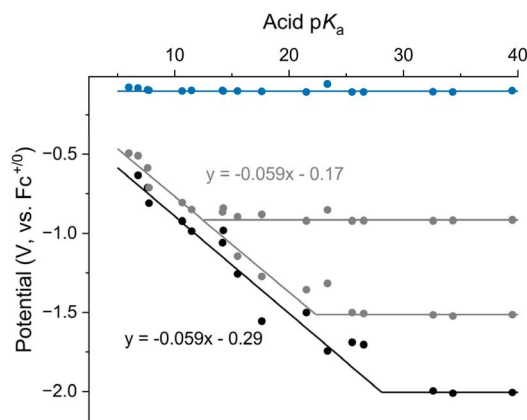 Acid pKa
10 20 30 40
−0.5
y = -0.059x - 0.17
−1.0
−1.5
y = -0.059x - 0.29
−2.0
Potential (V, vs. Fc+/0)